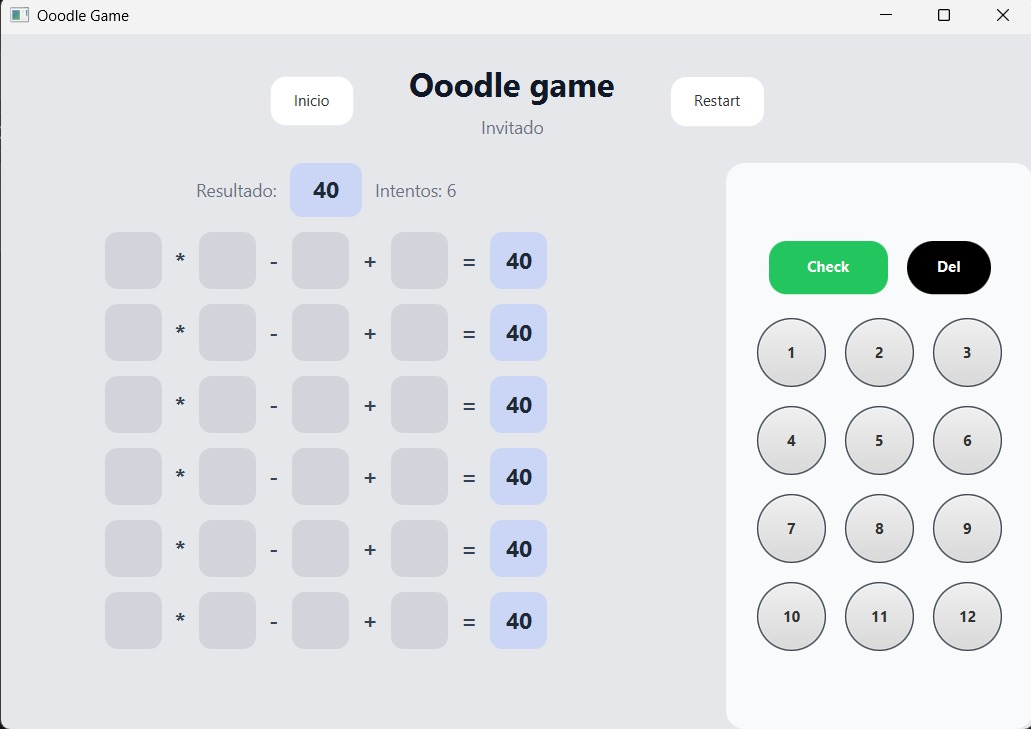 Ooodle Game
Inicio
Ooodle game
Restart
Invitado
Resultado: 40 Intentos: 6
* - + = 40
* - + = 40
* - + = 40
* - + = 40
* - + = 40
* - + = 40
Check Del
1 2 3
4 5 6
7 8 9
10 11 12